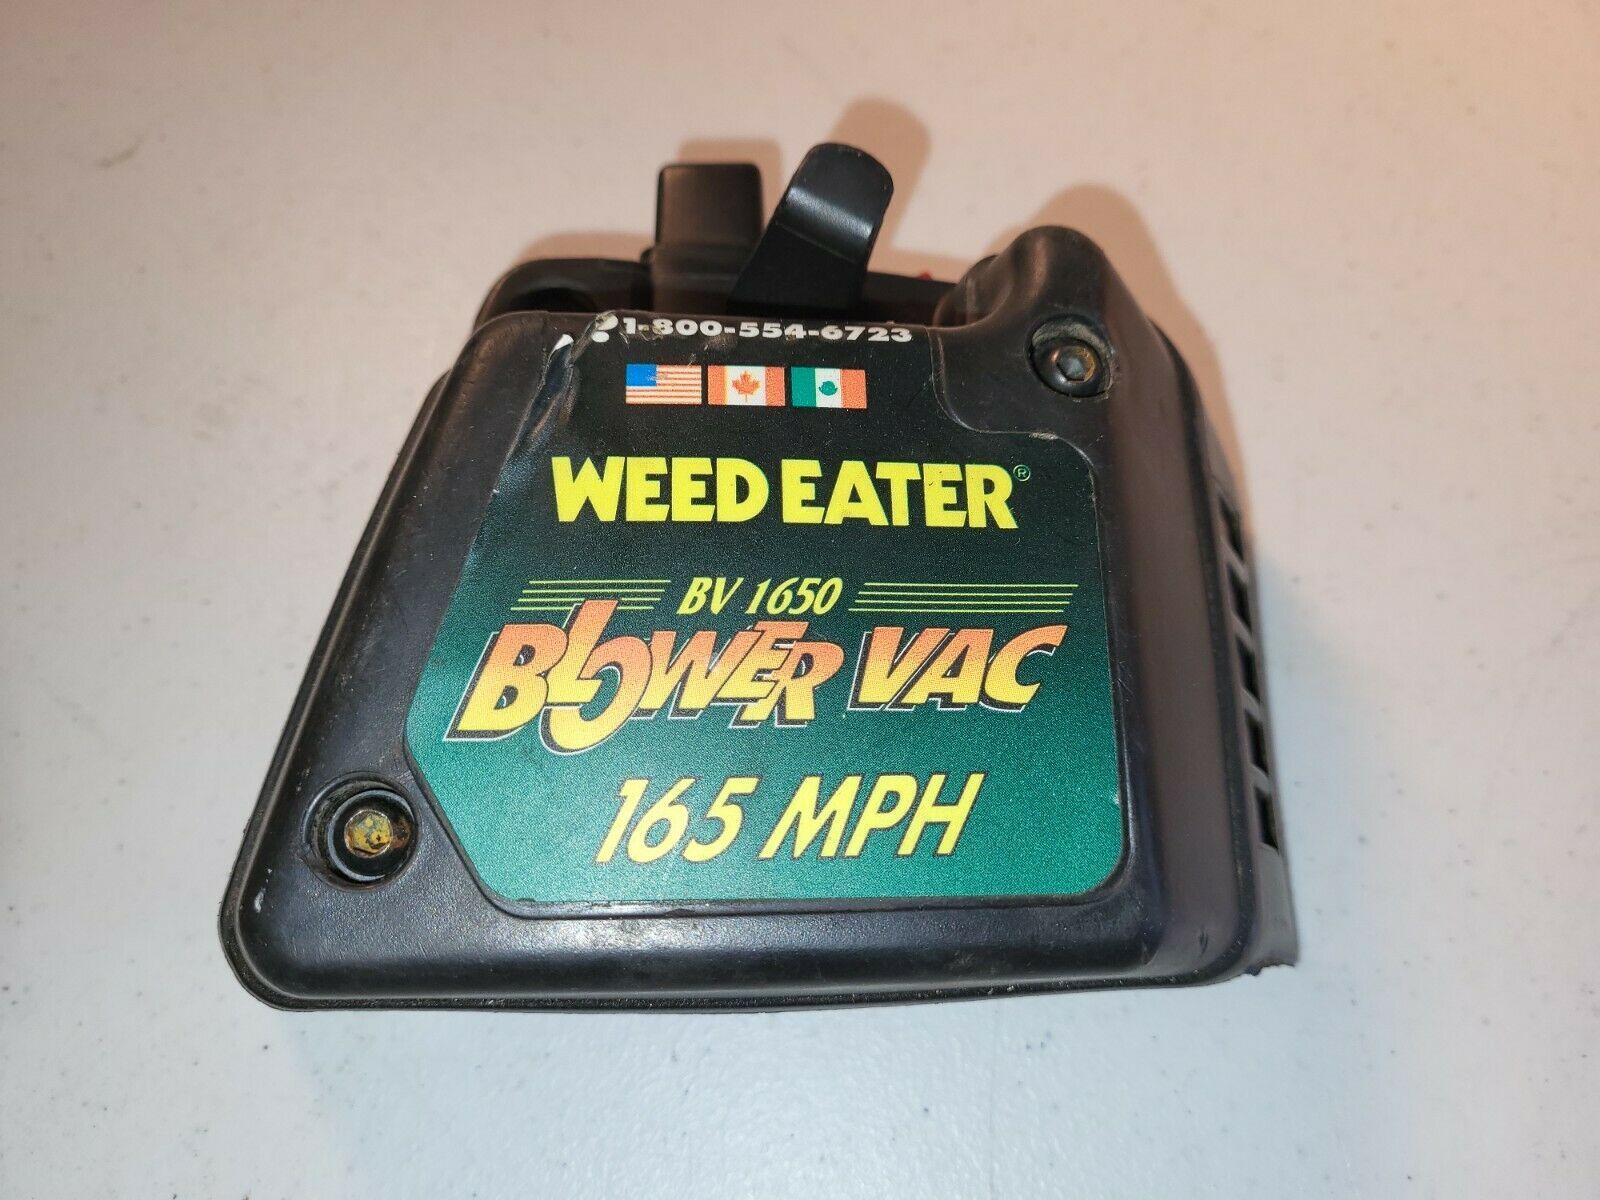 1-800-554-6723
WEED EATER®
BV 1650
BLOWER VAC
165 MPH